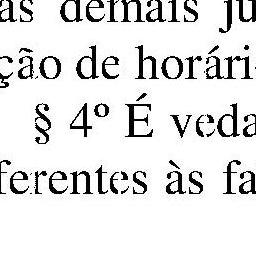 as demais ju
ção de horári
§ 4º É veda
ferentes às fa